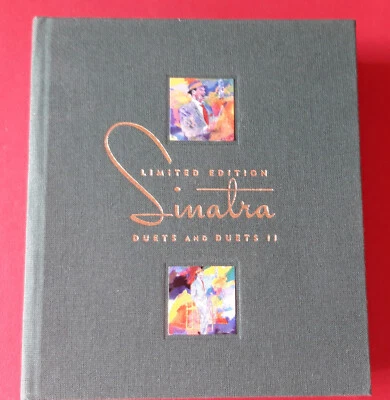 LIMITED EDITION
Sinatra
DUETS AND DUETS II